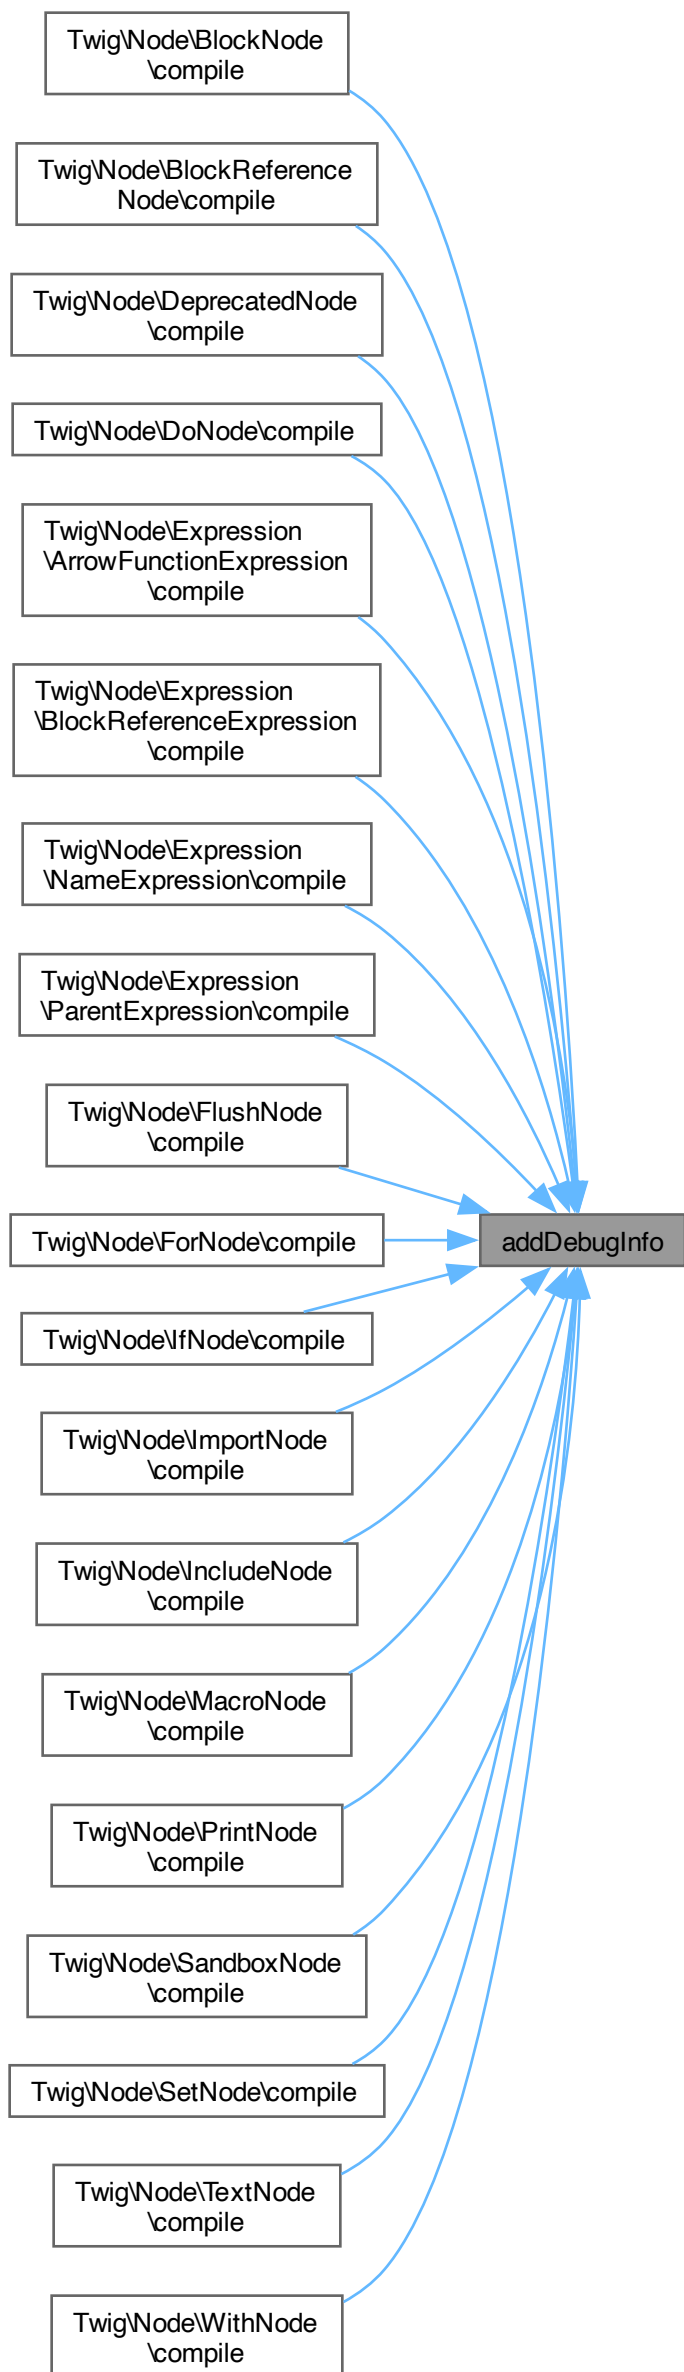 Twig\Node\BlockNode
\compile
Twig\Node\BlockReference
Node\compile
Twig\Node\DeprecatedNode
\compile
Twig\Node\DoNode\compile
Twig\Node\Expression
\ArrowFunctionExpression
\compile
Twig\Node\Expression
\BlockReferenceExpression
\compile
Twig\Node\Expression
\NameExpression\compile
Twig\Node\Expression
\ParentExpression\compile
Twig\Node\FlushNode
\compile
Twig\Node\ForNode\compile
addDebugInfo
Twig\Node\IfNode\compile
Twig\Node\ImportNode
\compile
Twig\Node\IncludeNode
\compile
Twig\Node\MacroNode
\compile
Twig\Node\PrintNode
\compile
Twig\Node\SandboxNode
\compile
Twig\Node\SetNode\compile
Twig\Node\TextNode
\compile
Twig\Node\WithNode
\compile